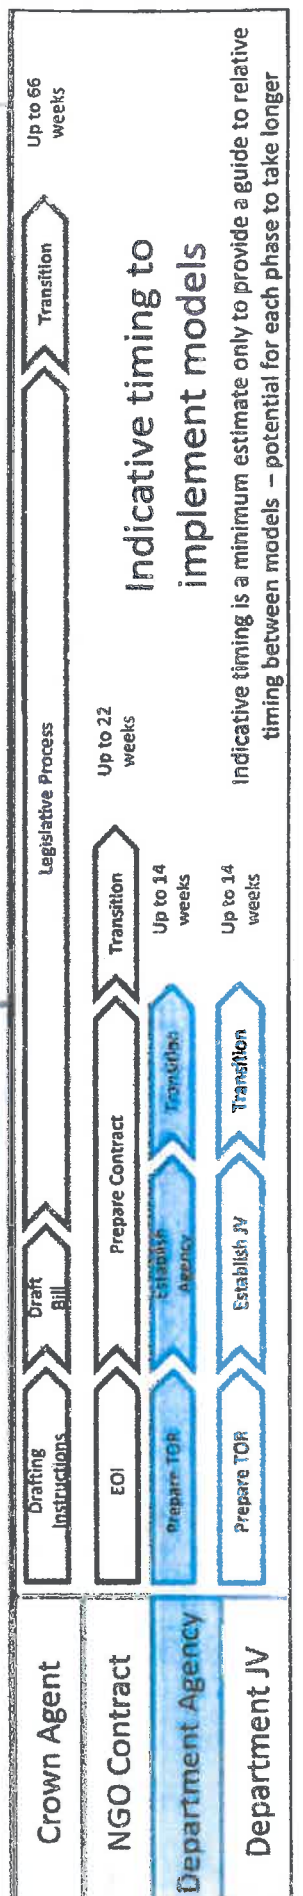 Crown Agent
Drafting
Instructions
Draft
Bill
Legislative Process
Transition
Up to 66
weeks
NGO Contract
EOI
Prepare Contract
Transition
Up to 22
weeks
Indicative timing to
implement models
Department Agency
Prepare TOR
Establish
Agency
Transition
Up to 14
weeks
Department JV
Prepare TOR
Establish JV
Transition
Up to 14
weeks
Indicative timing is a minimum estimate only to provide a guide to relative
timing between models – potential for each phase to take longer